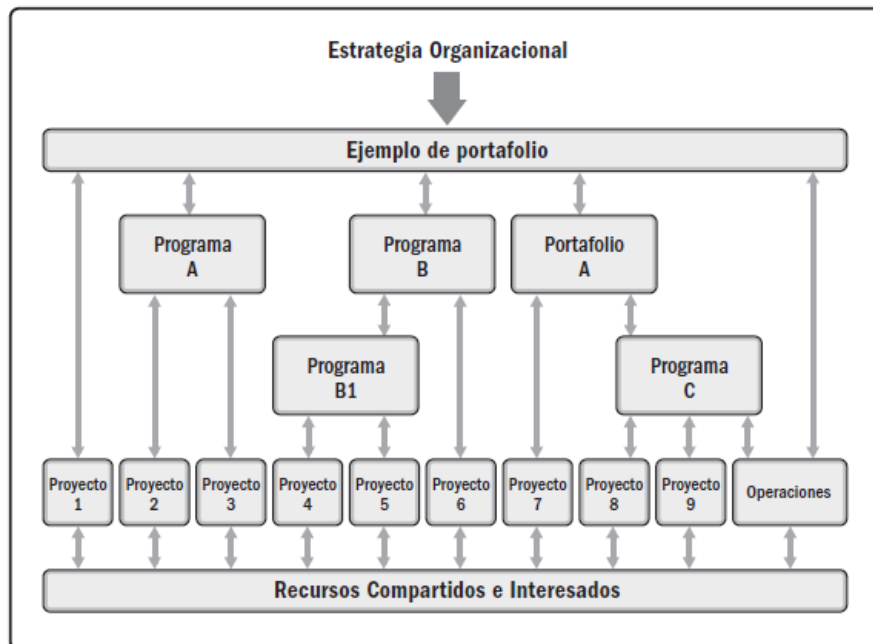 Estrategia Organizacional
Ejemplo de portafolio
Programa
A
Programa
B
Portafolio
A
Programa
B1
Programa
C
Proyecto
1
Proyecto
2
Proyecto
3
Proyecto
4
Proyecto
5
Proyecto
6
Proyecto
7
Proyecto
8
Proyecto
9
Operaciones
Recursos Compartidos e Interesados